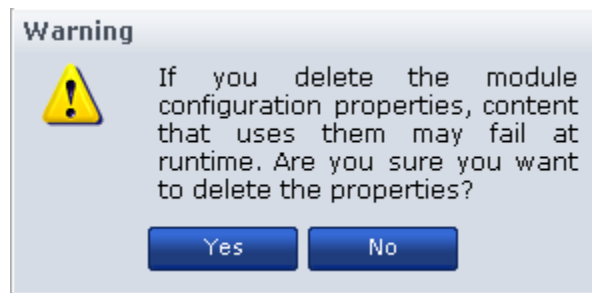 Warning
If you delete the module
configuration properties, content
that uses them may fail at
runtime. Are you sure you want
to delete the properties?
Yes No